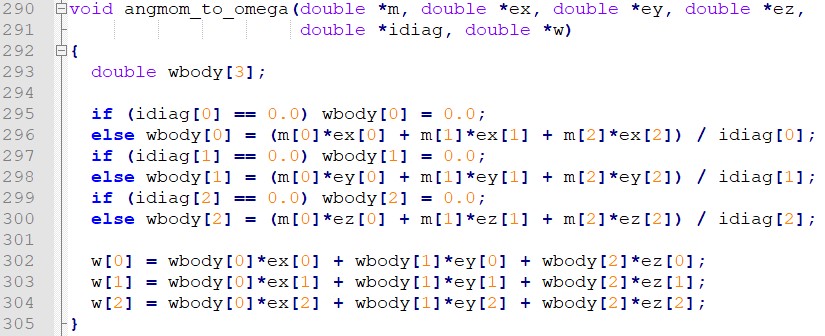 290 void angmom_to_omega(double *m, double *ex, double *ey, double *ez,
291                      double *idiag, double *w)
292 {
293   double wbody[3];
294
295   if (idiag[0] == 0.0) wbody[0] = 0.0;
296   else wbody[0] = (m[0]*ex[0] + m[1]*ex[1] + m[2]*ex[2]) / idiag[0];
297   if (idiag[1] == 0.0) wbody[1] = 0.0;
298   else wbody[1] = (m[0]*ey[0] + m[1]*ey[1] + m[2]*ey[2]) / idiag[1];
299   if (idiag[2] == 0.0) wbody[2] = 0.0;
300   else wbody[2] = (m[0]*ez[0] + m[1]*ez[1] + m[2]*ez[2]) / idiag[2];
301
302   w[0] = wbody[0]*ex[0] + wbody[1]*ey[0] + wbody[2]*ez[0];
303   w[1] = wbody[0]*ex[1] + wbody[1]*ey[1] + wbody[2]*ez[1];
304   w[2] = wbody[0]*ex[2] + wbody[1]*ey[2] + wbody[2]*ez[2];
305 }